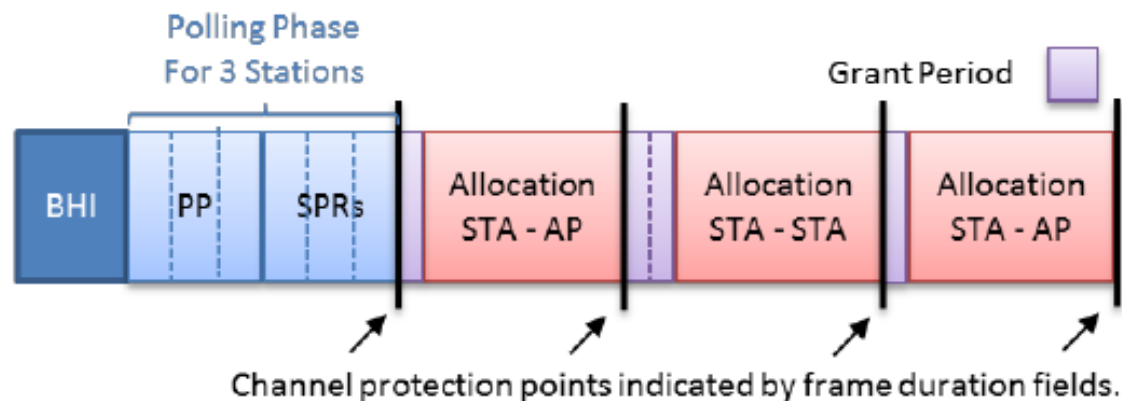 Polling Phase
For 3 Stations
Grant Period
BHI
PP
SPRs
Allocation
STA - AP
Allocation
STA - STA
Allocation
STA - AP
Channel protection points indicated by frame duration fields.